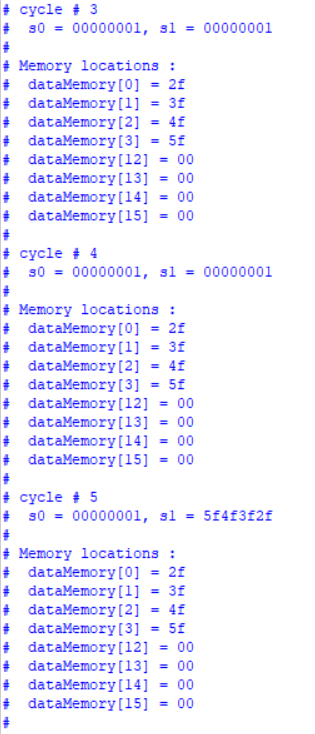 # cycle # 3
#  s0 = 00000001, s1 = 00000001
#
# Memory locations :
#  dataMemory[0] = 2f
#  dataMemory[1] = 3f
#  dataMemory[2] = 4f
#  dataMemory[3] = 5f
#  dataMemory[12] = 00
#  dataMemory[13] = 00
#  dataMemory[14] = 00
#  dataMemory[15] = 00
#
# cycle # 4
#  s0 = 00000001, s1 = 00000001
#
# Memory locations :
#  dataMemory[0] = 2f
#  dataMemory[1] = 3f
#  dataMemory[2] = 4f
#  dataMemory[3] = 5f
#  dataMemory[12] = 00
#  dataMemory[13] = 00
#  dataMemory[14] = 00
#  dataMemory[15] = 00
#
# cycle # 5
#  s0 = 00000001, s1 = 5f4f3f2f
#
# Memory locations :
#  dataMemory[0] = 2f
#  dataMemory[1] = 3f
#  dataMemory[2] = 4f
#  dataMemory[3] = 5f
#  dataMemory[12] = 00
#  dataMemory[13] = 00
#  dataMemory[14] = 00
#  dataMemory[15] = 00
#